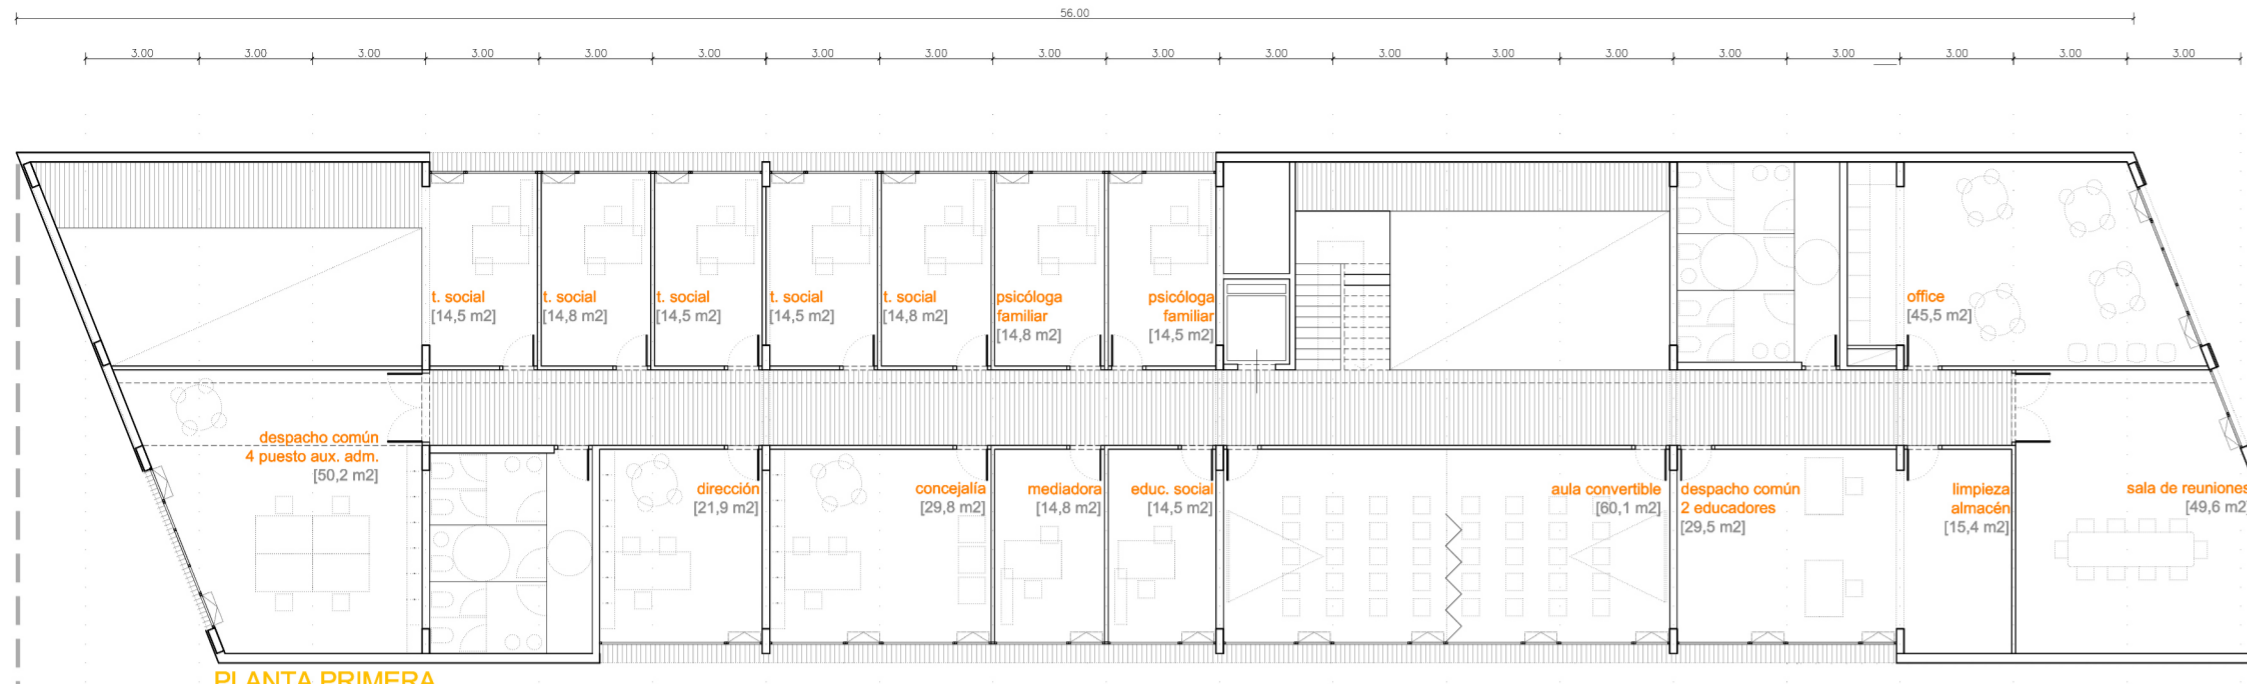 56.00
3.00 3.00 3.00 3.00 3.00 3.00 3.00 3.00 3.00 3.00 3.00 3.00 3.00 3.00 3.00 3.00 3.00 3.00 3.00
t. social
[14,5 m2]
t. social
[14,8 m2]
t. social
[14,5 m2]
t. social
[14,5 m2]
t. social
[14,8 m2]
psicóloga
familiar
[14,8 m2]
psicóloga
familiar
[14,5 m2]
office
[45,5 m2]
despacho común
4 puesto aux. adm.
[50,2 m2]
dirección
[21,9 m2]
concejalía
[29,8 m2]
mediadora
[14,8 m2]
educ. social
[14,5 m2]
aula convertible
[60,1 m2]
despacho común
2 educadores
[29,5 m2]
limpieza
almacén
[15,4 m2]
sala de reuniones
[49,6 m2]
PLANTA PRIMERA